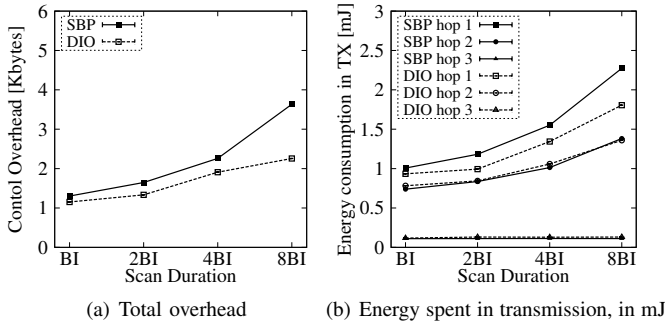 Contol Overhead [Kbytes]
6
5
4
3
2
1
0
SBP
DIO
BI 2BI 4BI 8BI
Scan Duration
(a) Total overhead
Energy consumption in TX [mJ]
3
2.5
2
1.5
1
0.5
0
SBP hop 1
SBP hop 2
SBP hop 3
DIO hop 1
DIO hop 2
DIO hop 3
BI 2BI 4BI 8BI
Scan Duration
(b) Energy spent in transmission, in mJ